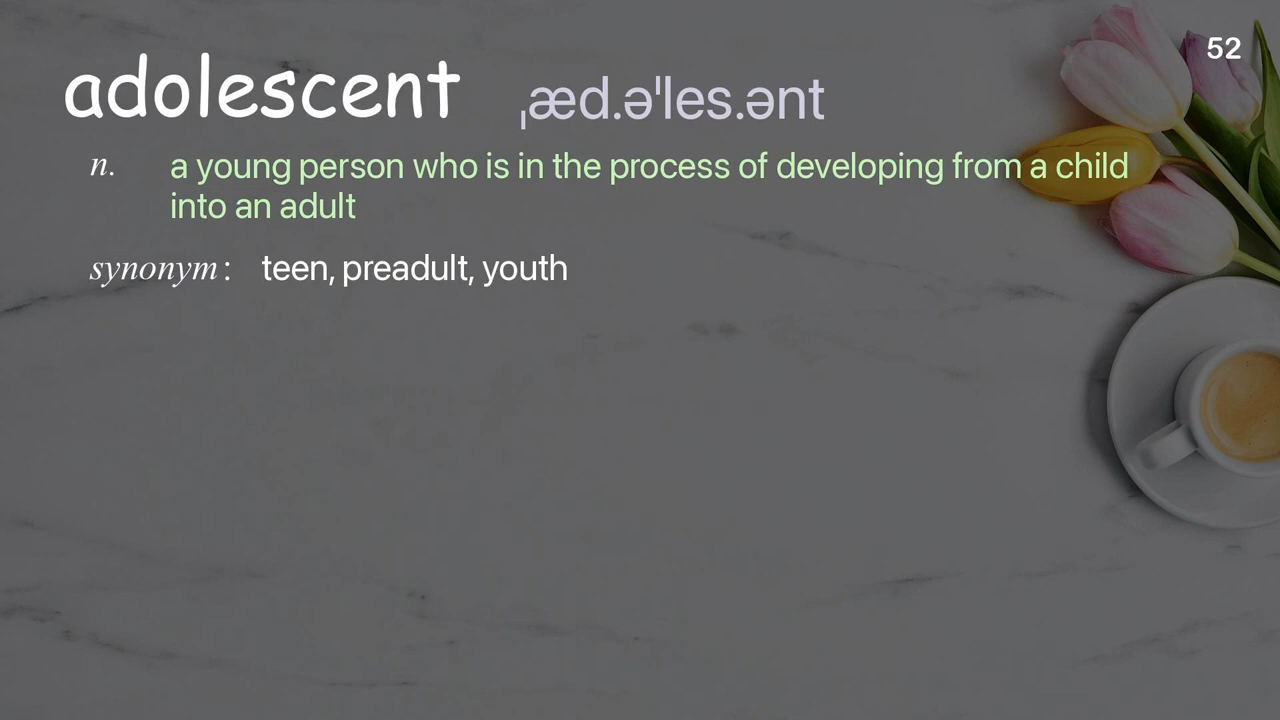 52
adolescent ˌæd.əˈles.ənt
n. a young person who is in the process of developing from a child
into an adult
synonym: teen, preadult, youth